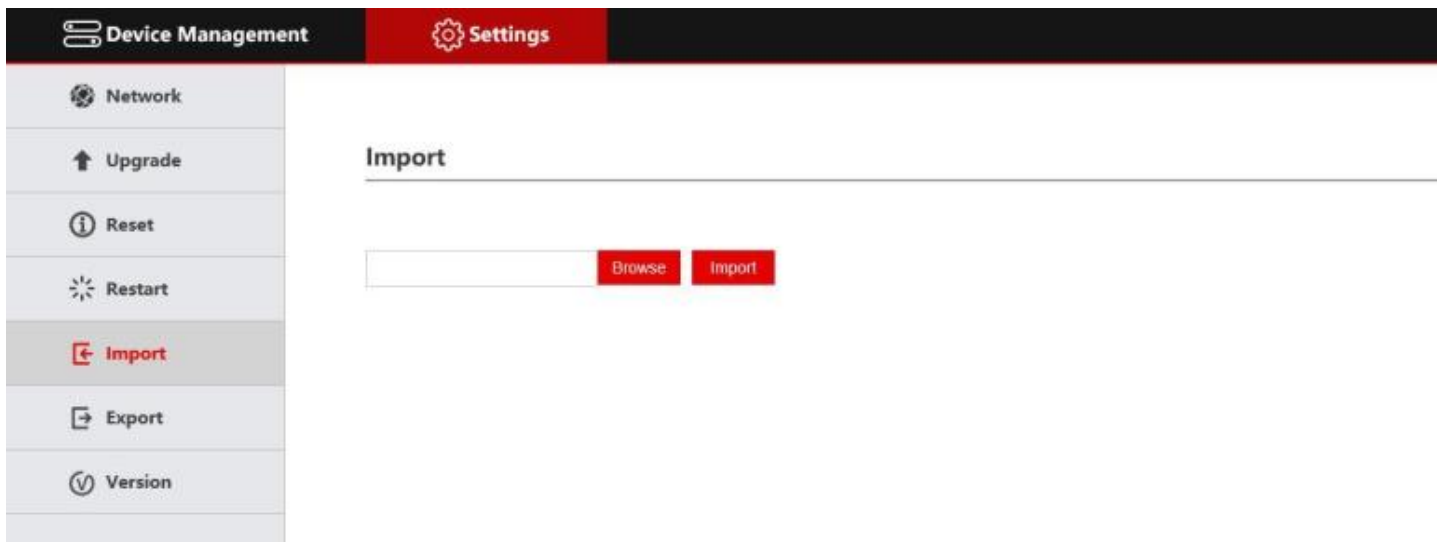 Device Management
Settings
Network
Upgrade
Reset
Restart
Import
Export
Version
Import
Browse
Import